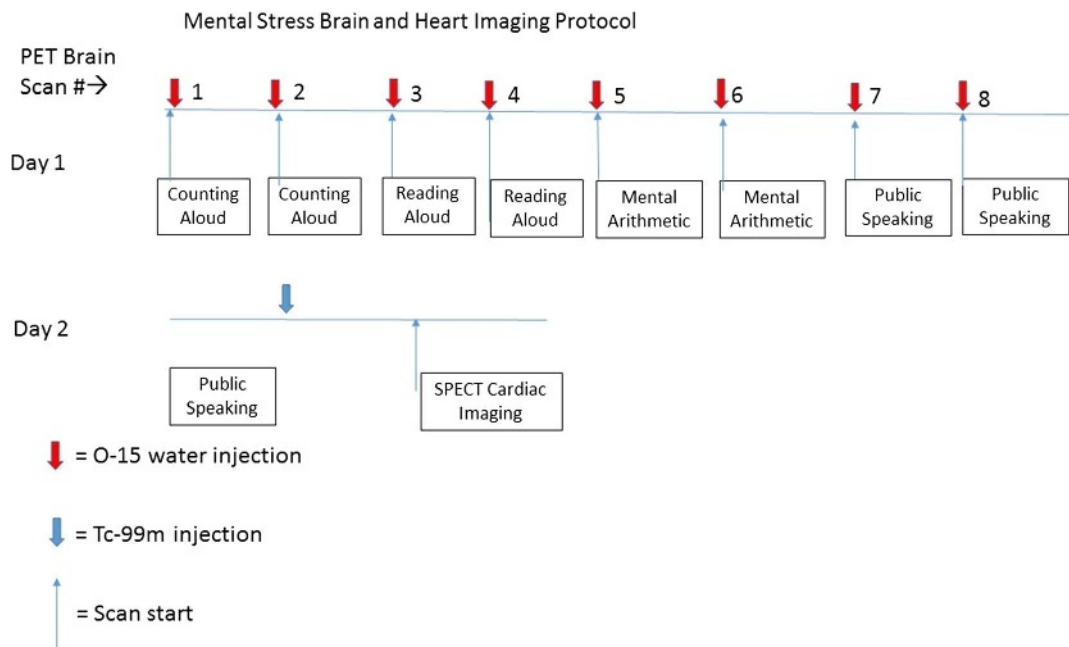 Mental Stress Brain and Heart Imaging Protocol
PET Brain
Scan #→
1 2 3 4 5 6 7 8
Day 1
Counting
Aloud
Counting
Aloud
Reading
Aloud
Reading
Aloud
Mental
Arithmetic
Mental
Arithmetic
Public
Speaking
Public
Speaking
Day 2
Public
Speaking
SPECT Cardiac
Imaging
= O-15 water injection
= Tc-99m injection
= Scan start